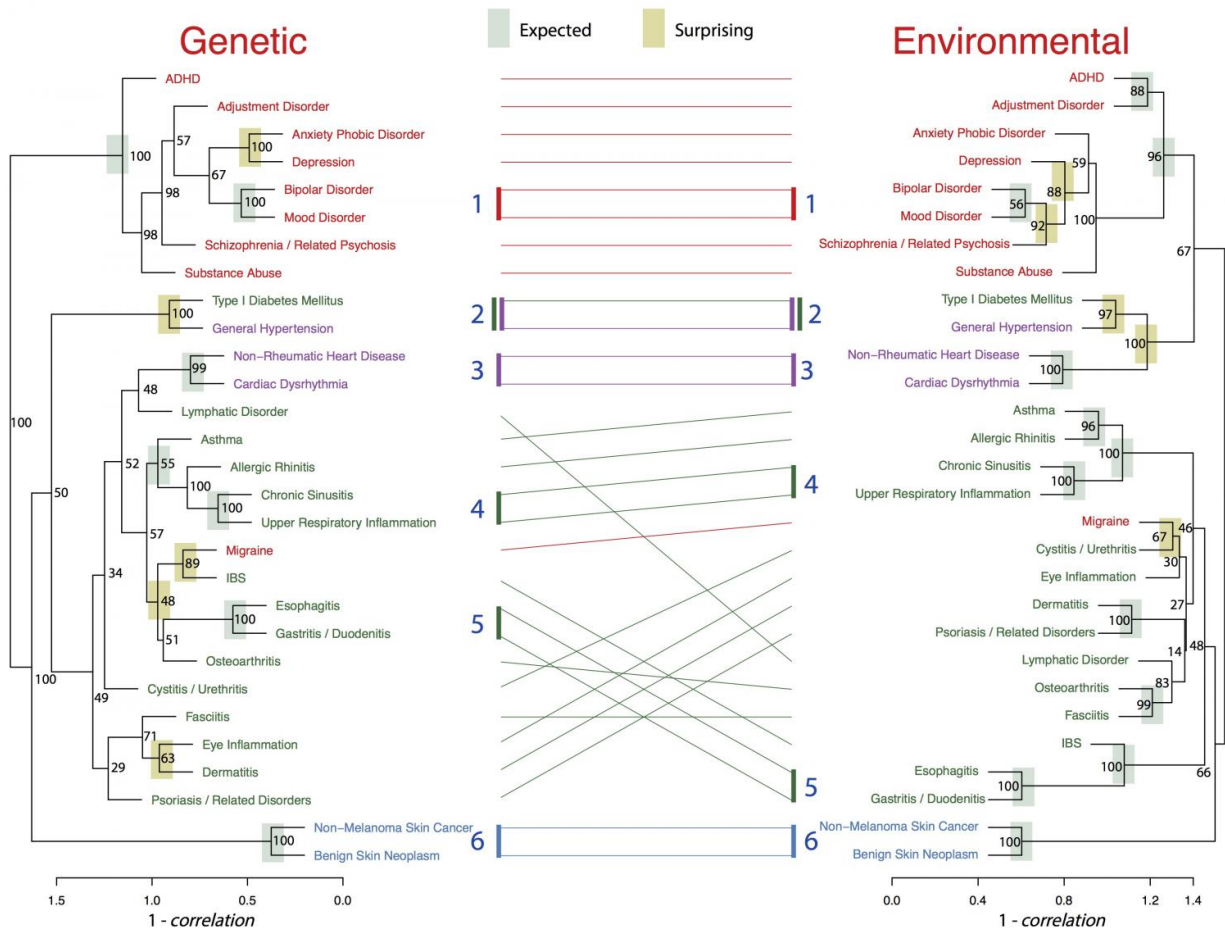 Genetic
Expected
Surprising
Environmental
ADHD
100
57
Adjustment Disorder
Anxiety Phobic Disorder
100
Depression
67
98
Bipolar Disorder
100
Mood Disorder
98
Schizophrenia / Related Psychosis
Substance Abuse
Type I Diabetes Mellitus
100
General Hypertension
Non-Rheumatic Heart Disease
99
48
Cardiac Dysrhythmia
Lymphatic Disorder
100
52
Asthma
55
Allergic Rhinitis
100
50
Chronic Sinusitis
100
Upper Respiratory Inflammation
57
Migraine
89
34
IBS
48
Esophagitis
100
51
Gastritis / Duodenitis
Osteoarthritis
100
Cystitis / Urethritis
49
Fasciitis
71
Eye Inflammation
63
29
Dermatitis
Psoriasis / Related Disorders
Non-Melanoma Skin Cancer
100
Benign Skin Neoplasm
1.5
1.0
0.5
0.0
1 - correlation
1
1
2
2
3
3
4
4
5
5
6
6
ADHD
88
Adjustment Disorder
Anxiety Phobic Disorder
96
59
Depression
88
Bipolar Disorder
56
Mood Disorder
92
100
Schizophrenia / Related Psychosis
67
Substance Abuse
Type I Diabetes Mellitus
97
General Hypertension
100
Non-Rheumatic Heart Disease
100
Cardiac Dysrhythmia
Asthma
96
Allergic Rhinitis
100
Chronic Sinusitis
100
Upper Respiratory Inflammation
Migraine
46
67
Cystitis / Urethritis
30
Eye Inflammation
27
Dermatitis
100
Psoriasis / Related Disorders
14
48
Lymphatic Disorder
83
Osteoarthritis
99
Fasciitis
IBS
100
66
Esophagitis
100
Gastritis / Duodenitis
Non-Melanoma Skin Cancer
100
Benign Skin Neoplasm
0.0
0.4
0.8
1.2
1.4
1 - correlation